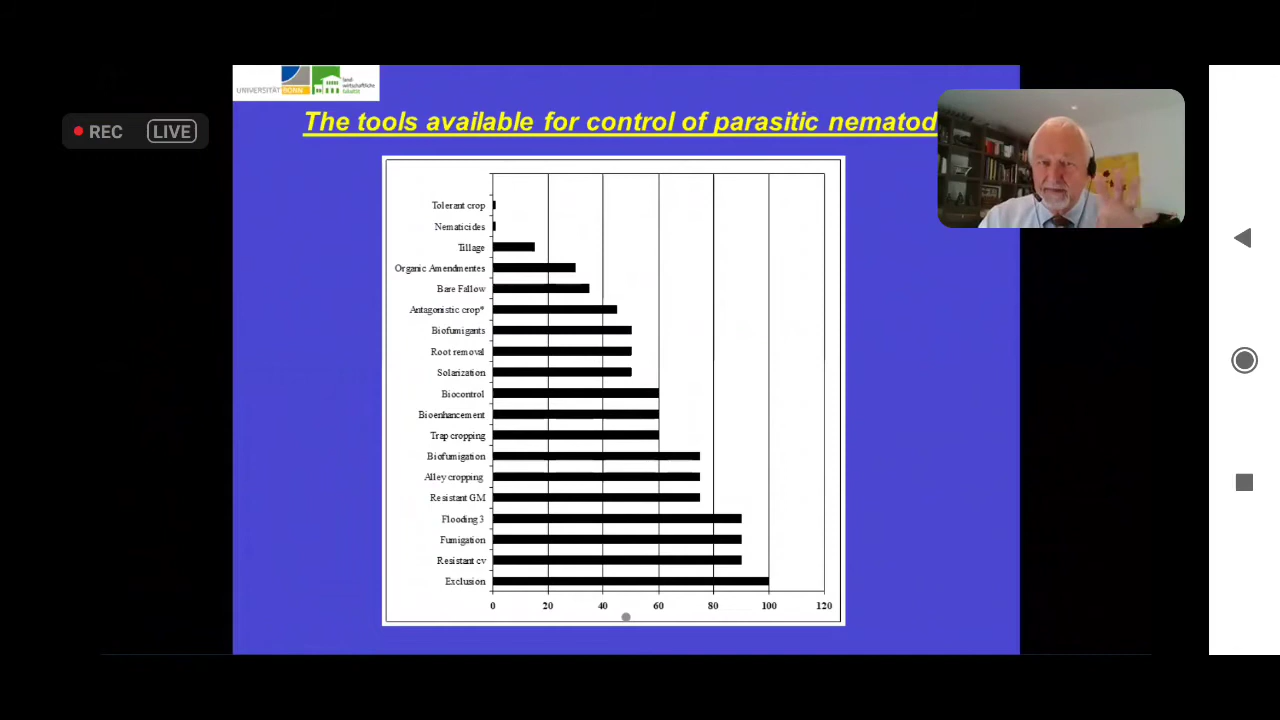 UNIVERSITÄT BONN
landwirtschaftliche
fakultät
REC LIVE
The tools available for control of parasitic nematod
Tolerant crop
Nematicides
Tillage
Organic Amendmentes
Bare Fallow
Antagonistic crop*
Biofumigants
Root removal
Solarization
Biocontrol
Bioenhancement
Trap cropping
Biofumigation
Alley cropping
Resistant GM
Flooding 3
Fumigation
Resistant cv
Exclusion
0 20 40 60 80 100 120